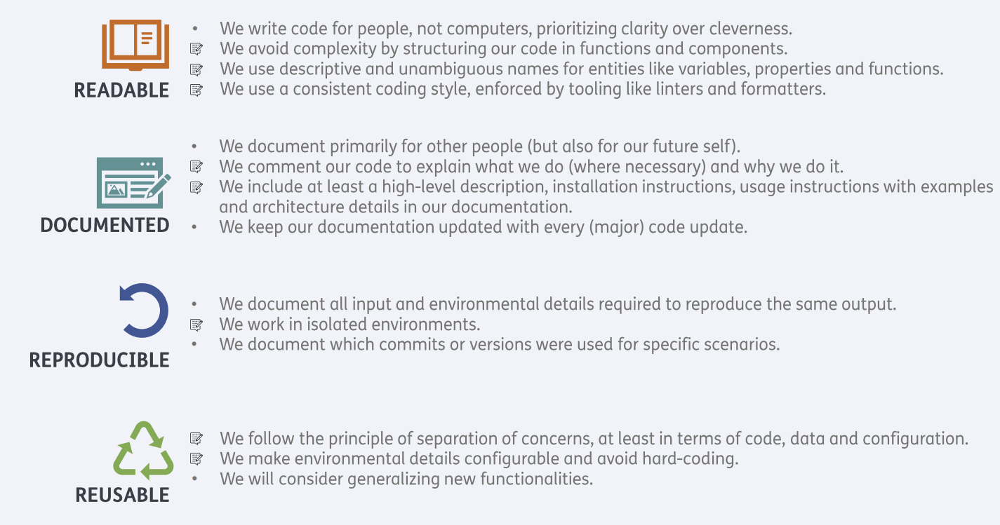 READABLE
• We write code for people, not computers, prioritizing clarity over cleverness.
We avoid complexity by structuring our code in functions and components.
We use descriptive and unambiguous names for entities like variables, properties and functions.
We use a consistent coding style, enforced by tooling like linters and formatters.
DOCUMENTED
• We document primarily for other people (but also for our future self).
We comment our code to explain what we do (where necessary) and why we do it.
We include at least a high-level description, installation instructions, usage instructions with examples
and architecture details in our documentation.
• We keep our documentation updated with every (major) code update.
REPRODUCIBLE
• We document all input and environmental details required to reproduce the same output.
We work in isolated environments.
• We document which commits or versions were used for specific scenarios.
REUSABLE
We follow the principle of separation of concerns, at least in terms of code, data and configuration.
We make environmental details configurable and avoid hard-coding.
• We will consider generalizing new functionalities.